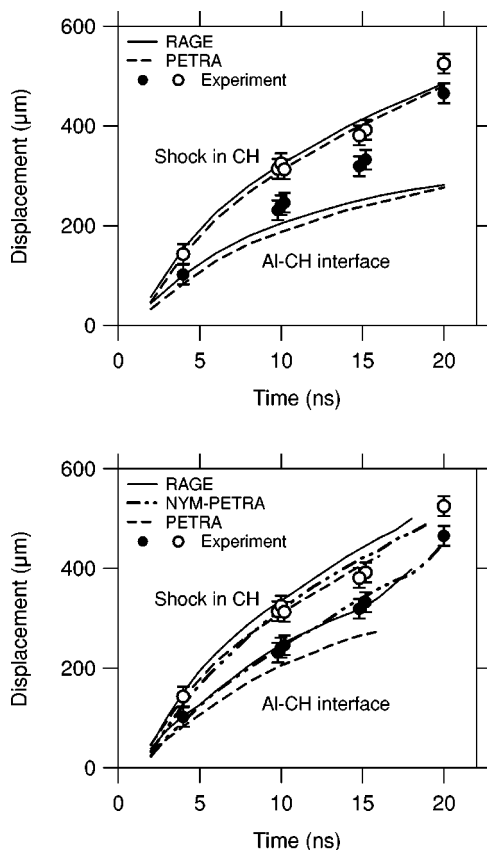 600
RAGE
PETRA
Experiment
400
Shock in CH
200
Al-CH interface
0
Displacement (µm)
0 5 10 15 20
Time (ns)
600
RAGE
NYM-PETRA
PETRA
Experiment
400
Shock in CH
200
Al-CH interface
0
Displacement (µm)
0 5 10 15 20
Time (ns)